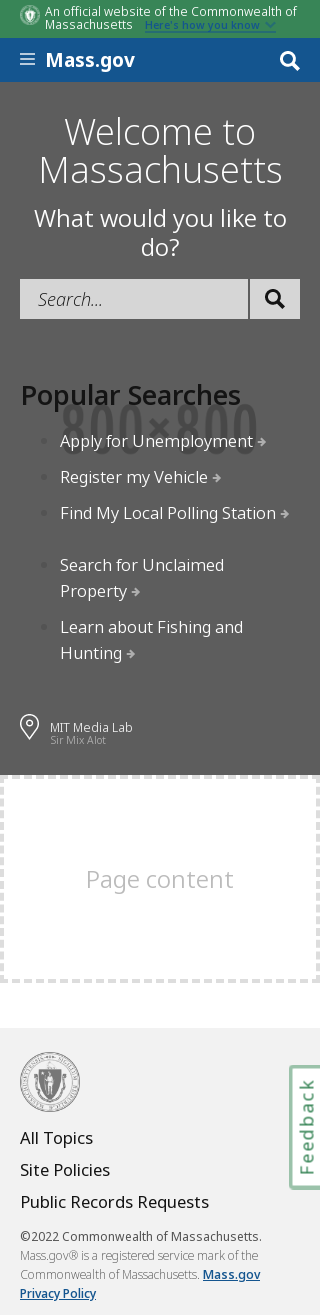 An official website of the Commonwealth of
Massachusetts Here's how you know
Mass.gov
Welcome to
Massachusetts
What would you like to
do?
Search...
Popular Searches
800×800
Apply for Unemployment
Register my Vehicle
Find My Local Polling Station
Search for Unclaimed
Property
Learn about Fishing and
Hunting
MIT Media Lab
Sir Mix Alot
Page content
Feedback
All Topics
Site Policies
Public Records Requests
©2022 Commonwealth of Massachusetts.
Mass.gov® is a registered service mark of the
Commonwealth of Massachusetts. Mass.gov
Privacy Policy